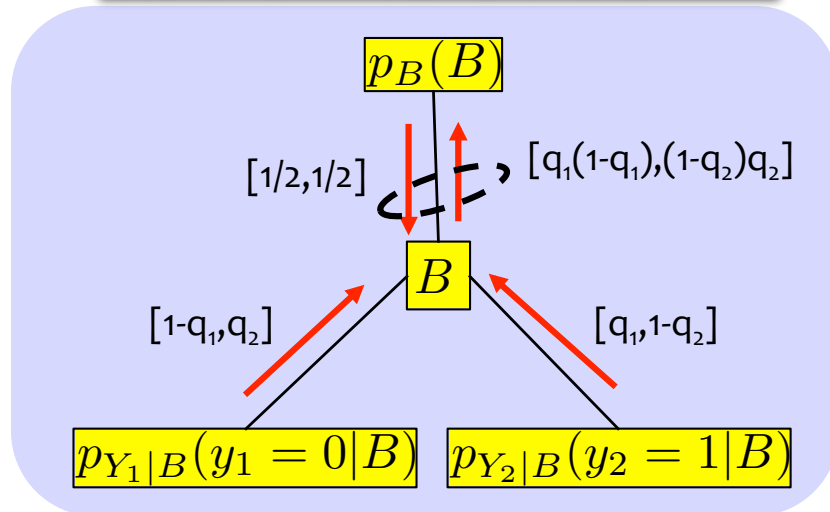 p_B(B)
[1/2,1/2]
[q₁(1-q₁),(1-q₂)q₂]
B
[1-q₁,q₂]
[q₁,1-q₂]
p_{Y₁|B}(y₁ = 0|B)
p_{Y₂|B}(y₂ = 1|B)